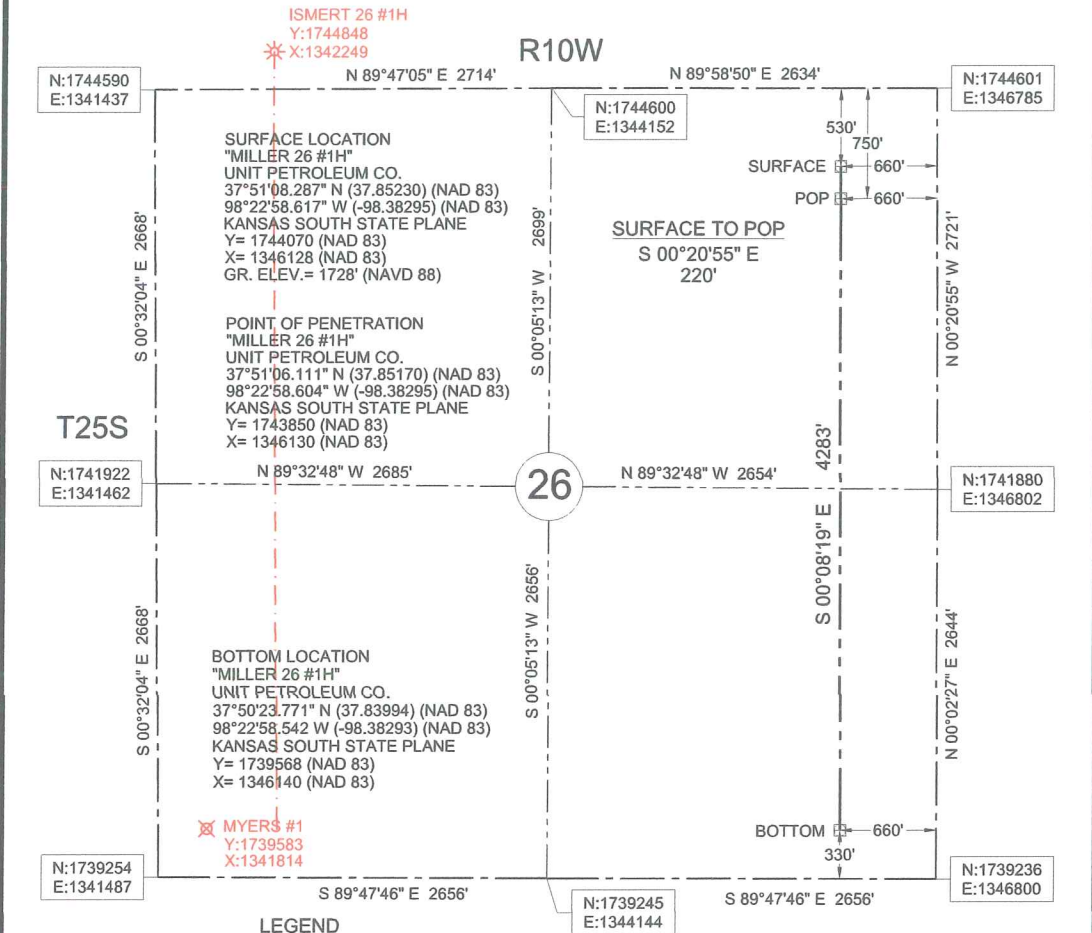 ISMERT 26 #1H
Y:1744848
X:1342249
R10W
N:1744590
E:1341437
N 89°47'05" E 2714'
N 89°58'50" E 2634'
N:1744601
E:1346785
N:1744600
E:1344152
530'
750'
SURFACE
660'
POP
660'
SURFACE LOCATION
"MILLER 26 #1H"
UNIT PETROLEUM CO.
37°51'08.287" N (37.85230) (NAD 83)
98°22'58.617" W (-98.38295) (NAD 83)
KANSAS SOUTH STATE PLANE
Y= 1744070 (NAD 83)
X= 1346128 (NAD 83)
GR. ELEV.= 1728' (NAVD 88)
SURFACE TO POP
S 00°20'55" E
220'
S 00°32'04" E 2668'
S 00°05'13" W 2699'
N 00°20'55" W 2721'
POINT OF PENETRATION
"MILLER 26 #1H"
UNIT PETROLEUM CO.
37°51'06.111" N (37.85170) (NAD 83)
98°22'58.604" W (-98.38295) (NAD 83)
KANSAS SOUTH STATE PLANE
Y= 1743850 (NAD 83)
X= 1346130 (NAD 83)
T25S
N:1741922
E:1341462
N 89°32'48" W 2685'
26
N 89°32'48" W 2654'
N:1741880
E:1346802
S 00°08'19" E 4283'
S 00°32'04" E 2668'
S 00°05'13" W 2656'
N 00°02'27" E 2644'
BOTTOM LOCATION
"MILLER 26 #1H"
UNIT PETROLEUM CO.
37°50'23.771" N (37.83994) (NAD 83)
98°22'58.542 W (-98.38293) (NAD 83)
KANSAS SOUTH STATE PLANE
Y= 1739568 (NAD 83)
X= 1346140 (NAD 83)
MYERS #1
Y:1739583
X:1341814
BOTTOM
660'
330'
N:1739254
E:1341487
S 89°47'46" E 2656'
S 89°47'46" E 2656'
N:1739236
E:1346800
N:1739245
E:1344144
LEGEND